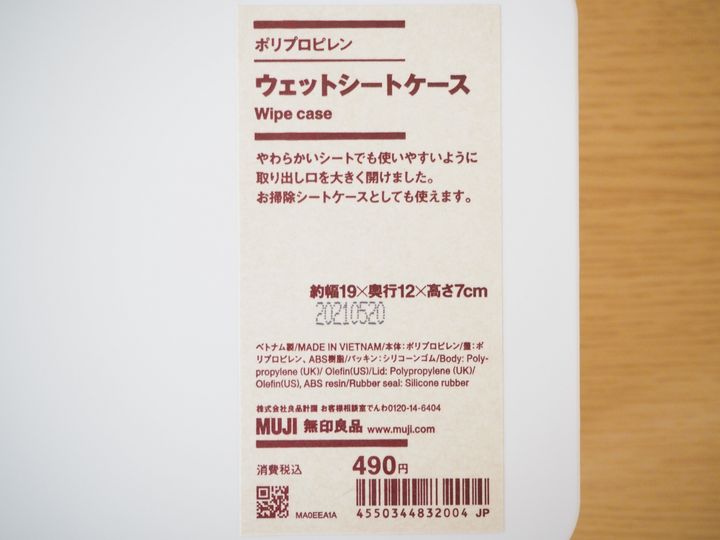 ポリプロピレン
ウェットシートケース
Wipe case
やわらかいシートでも使いやすいように
取り出し口を大きく開けました。
お掃除シートケースとしても使えます。
約幅19×奥行12×高さ7cm
20210520
ベトナム製/MADE IN VIETNAM/本体:ポリプロピレン/蓋:ポ
リプロピレン、ABS樹脂/パッキン:シリコーンゴム/Body: Poly-
propylene (UK)/ Olefin(US)/Lid: Polypropylene (UK)/
Olefin(US), ABS resin/Rubber seal: Silicone rubber
株式会社良品計画 お客様相談室でんわ0120-14-6404
MUJI 無印良品 www.muji.com
消費税込 490円
MA0EEA1A
4550344832004 JP